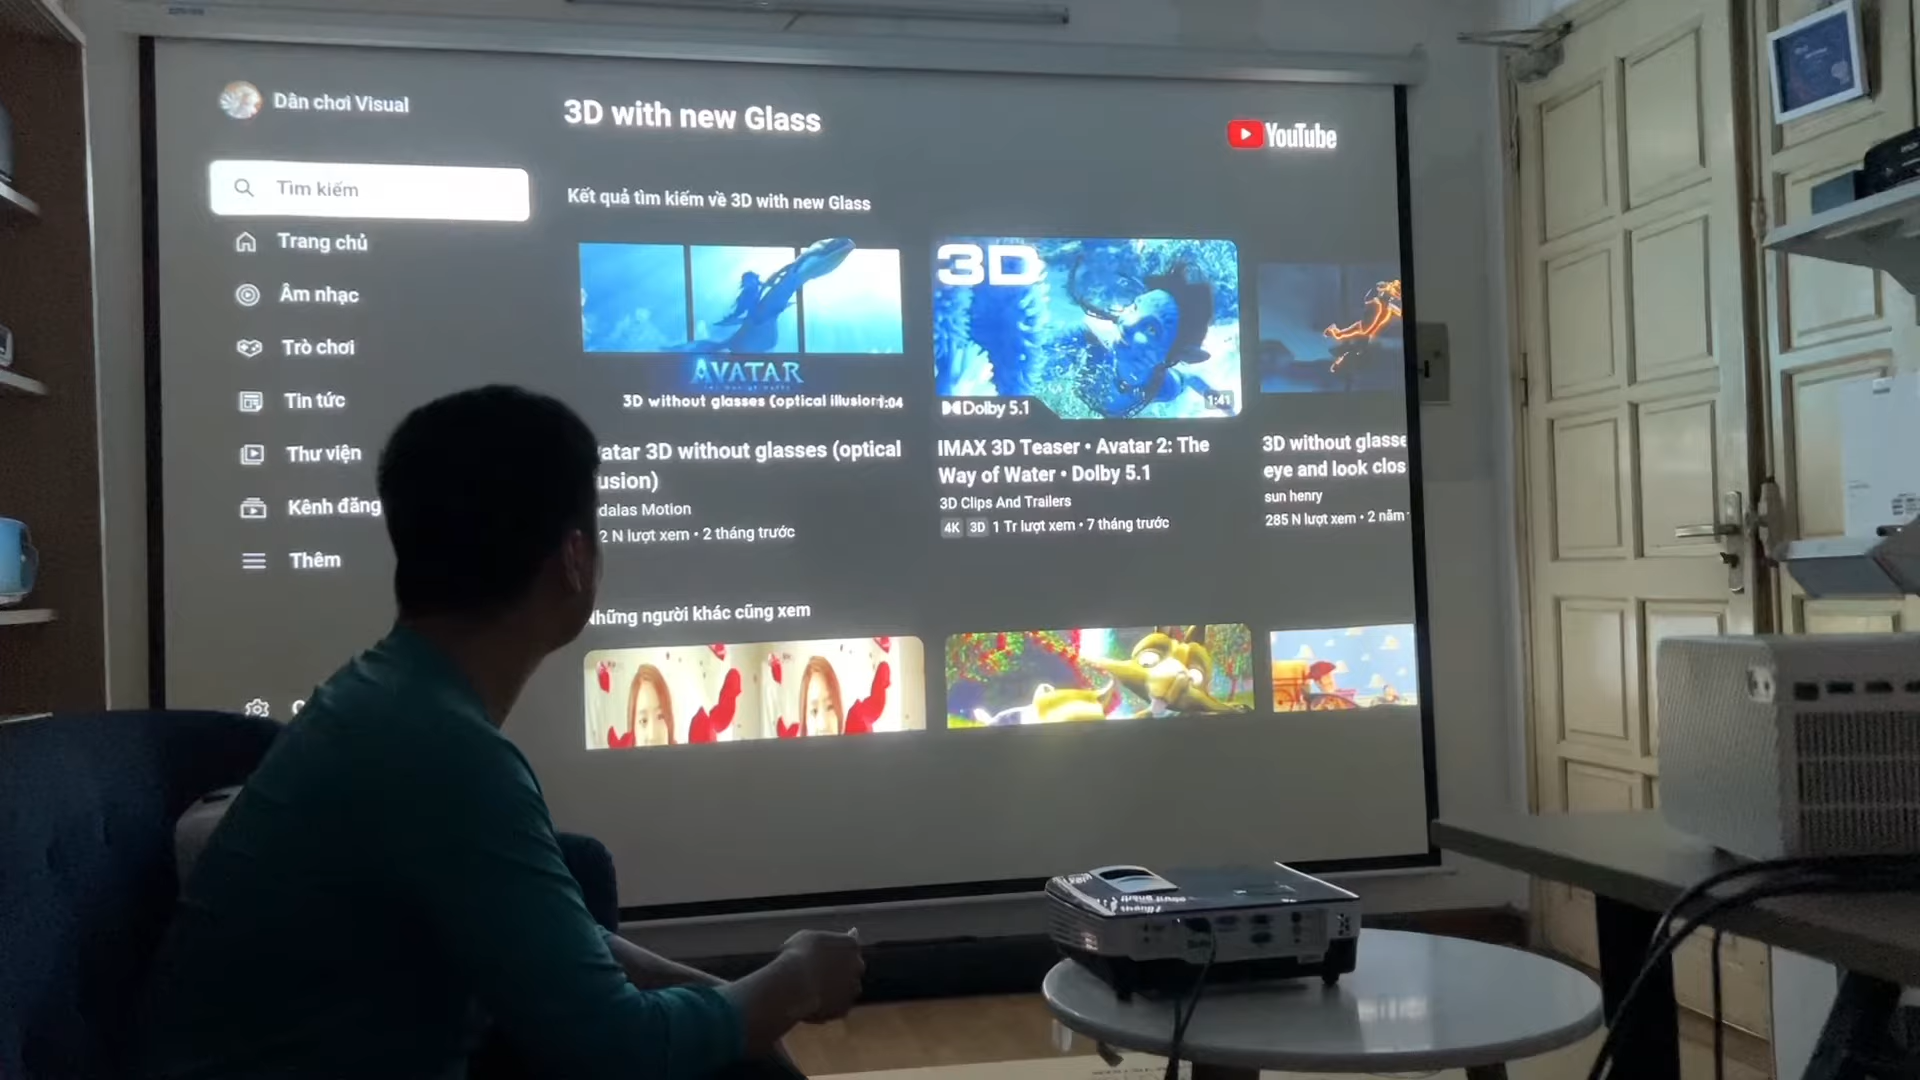 Dân chơi Visual
3D with new Glass
YouTube
Tìm kiếm
Trang chủ
Âm nhạc
Trò chơi
Tin tức
Thư viện
Kênh đăng
Thêm
Kết quả tìm kiếm về 3D with new Glass
AVATAR
3D without glasses (optical illusion)
1:04
atar 3D without glasses (optical
usion)
dalas Motion
2 N lượt xem • 2 tháng trước
3D
Dolby 5.1
1:41
IMAX 3D Teaser • Avatar 2: The
Way of Water • Dolby 5.1
3D Clips And Trailers
4K 3D 1 Tr lượt xem • 7 tháng trước
3D without glasse
eye and look clos
sun henry
285 N lượt xem • 2 năm
Những người khác cũng xem